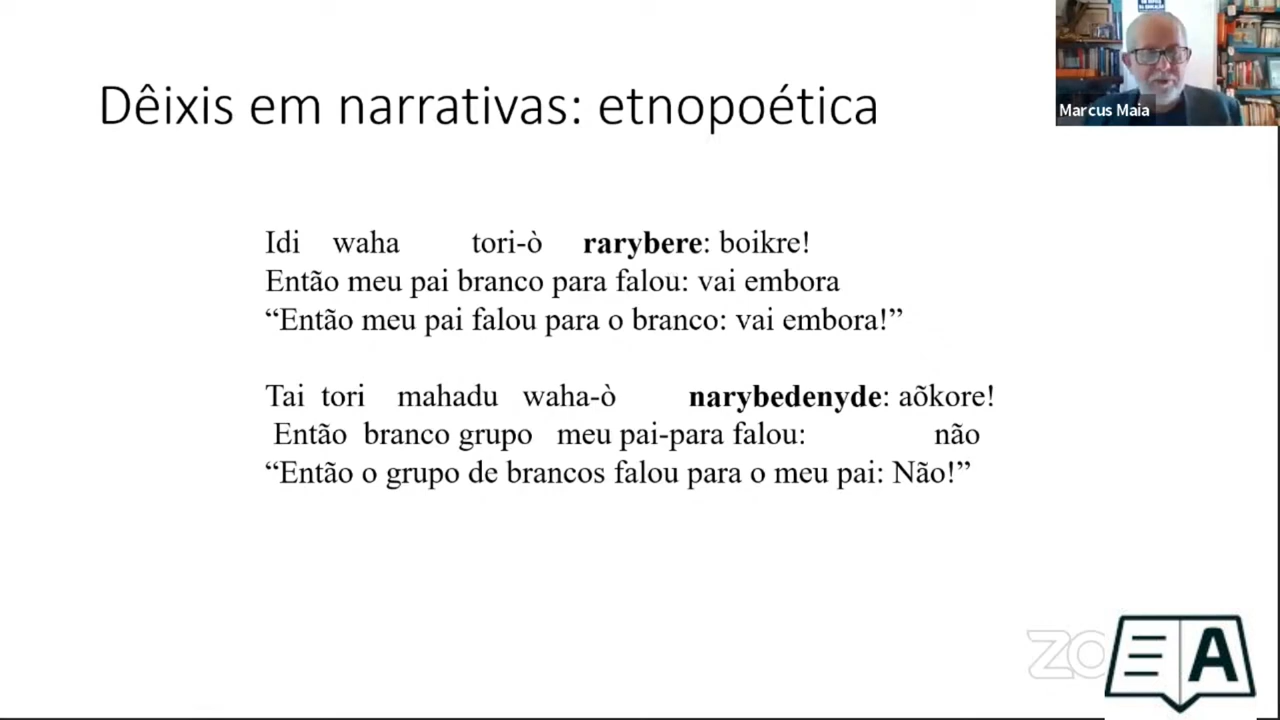 Dêixis em narrativas: etnopoética
Marcus Maia
Idi waha tori-ò rarybere: boikre!
Então meu pai branco para falou: vai embora
“Então meu pai falou para o branco: vai embora!”
Tai tori mahadu waha-ò narybedenyde: aõkore!
Então branco grupo meu pai-para falou: não
“Então o grupo de brancos falou para o meu pai: Não!”
A